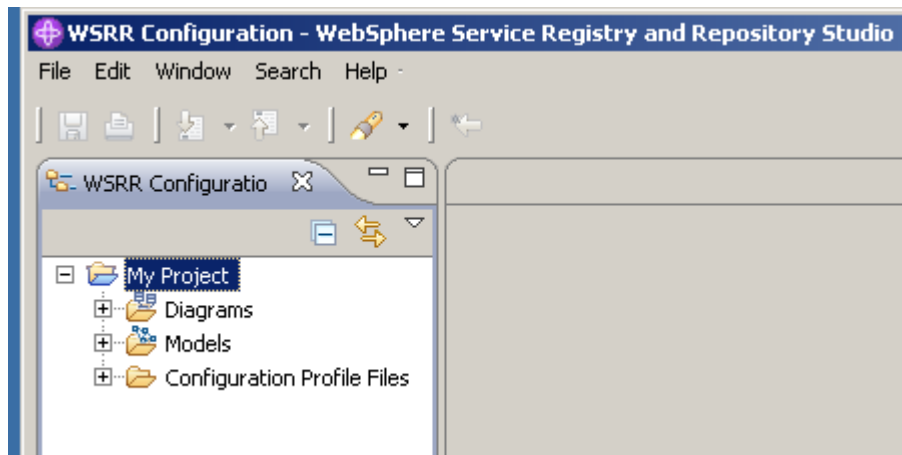 WSRR Configuration - WebSphere Service Registry and Repository Studio
File Edit Window Search Help
WSRR Configuratio
My Project
Diagrams
Models
Configuration Profile Files